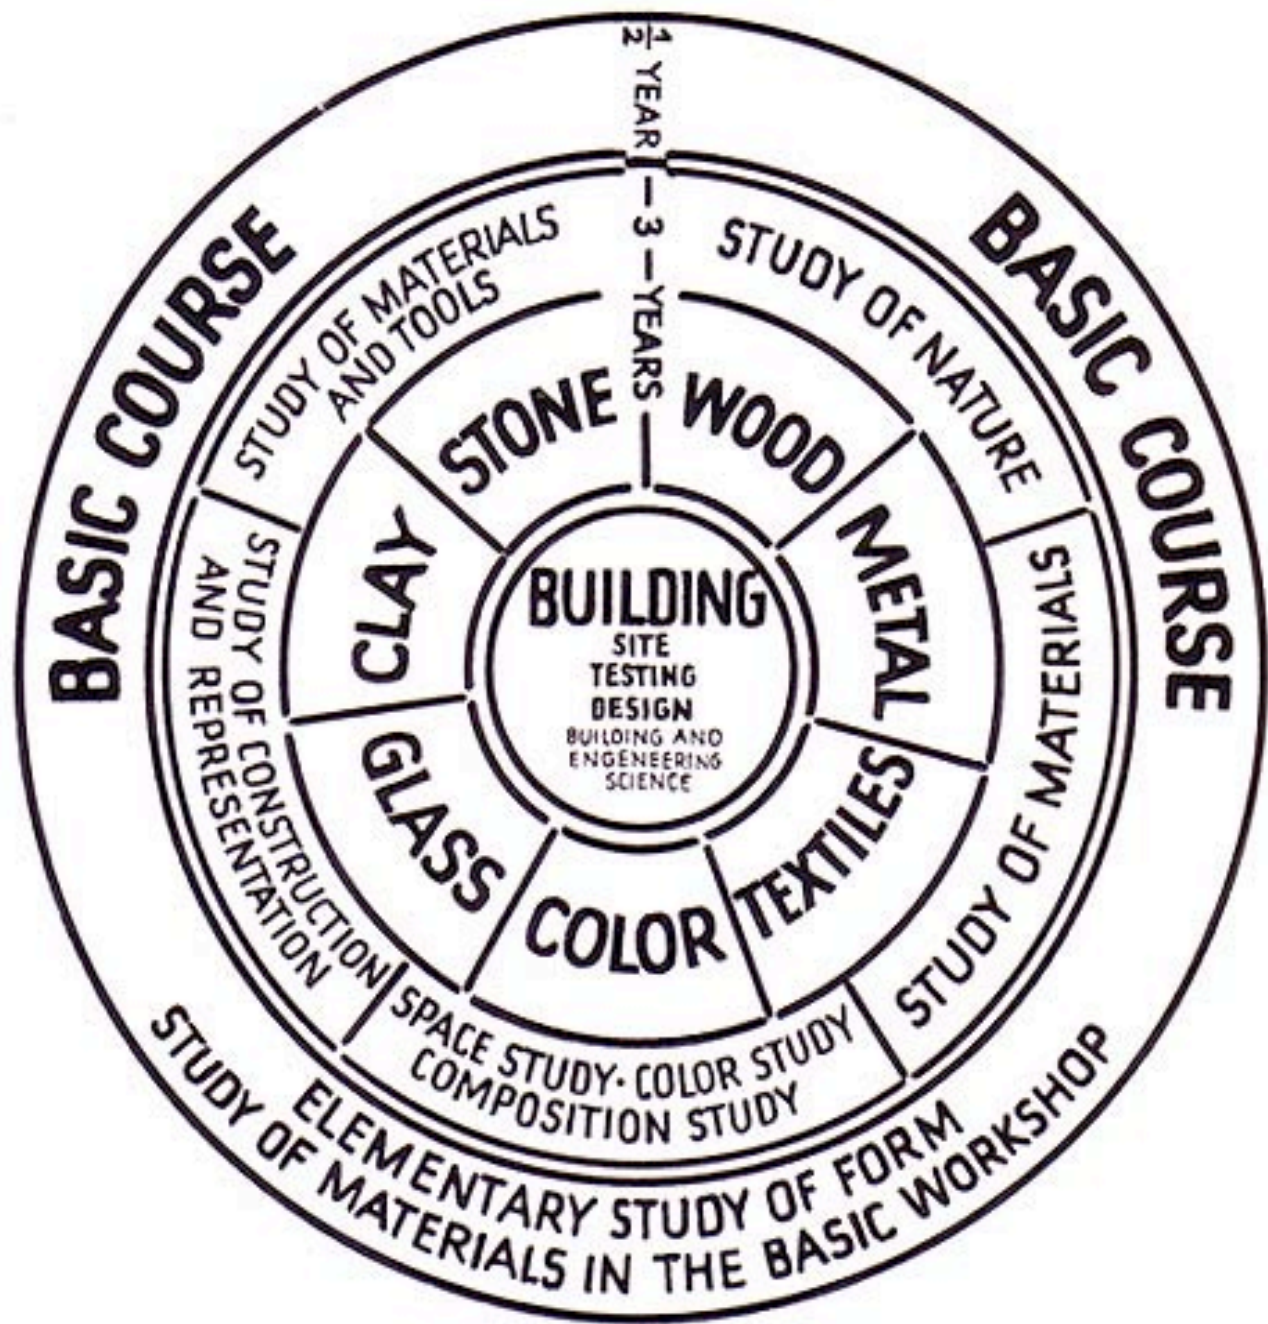 ½ YEAR
3 YEARS
BASIC COURSE
BASIC COURSE
ELEMENTARY STUDY OF FORM
STUDY OF MATERIALS IN THE BASIC WORKSHOP
STUDY OF NATURE
STUDY OF MATERIALS
SPACE STUDY · COLOR STUDY
COMPOSITION STUDY
STUDY OF CONSTRUCTION
AND REPRESENTATION
STUDY OF MATERIALS
AND TOOLS
WOOD
METAL
TEXTILES
COLOR
GLASS
CLAY
STONE
BUILDING
SITE
TESTING
DESIGN
BUILDING AND
ENGENEERING
SCIENCE